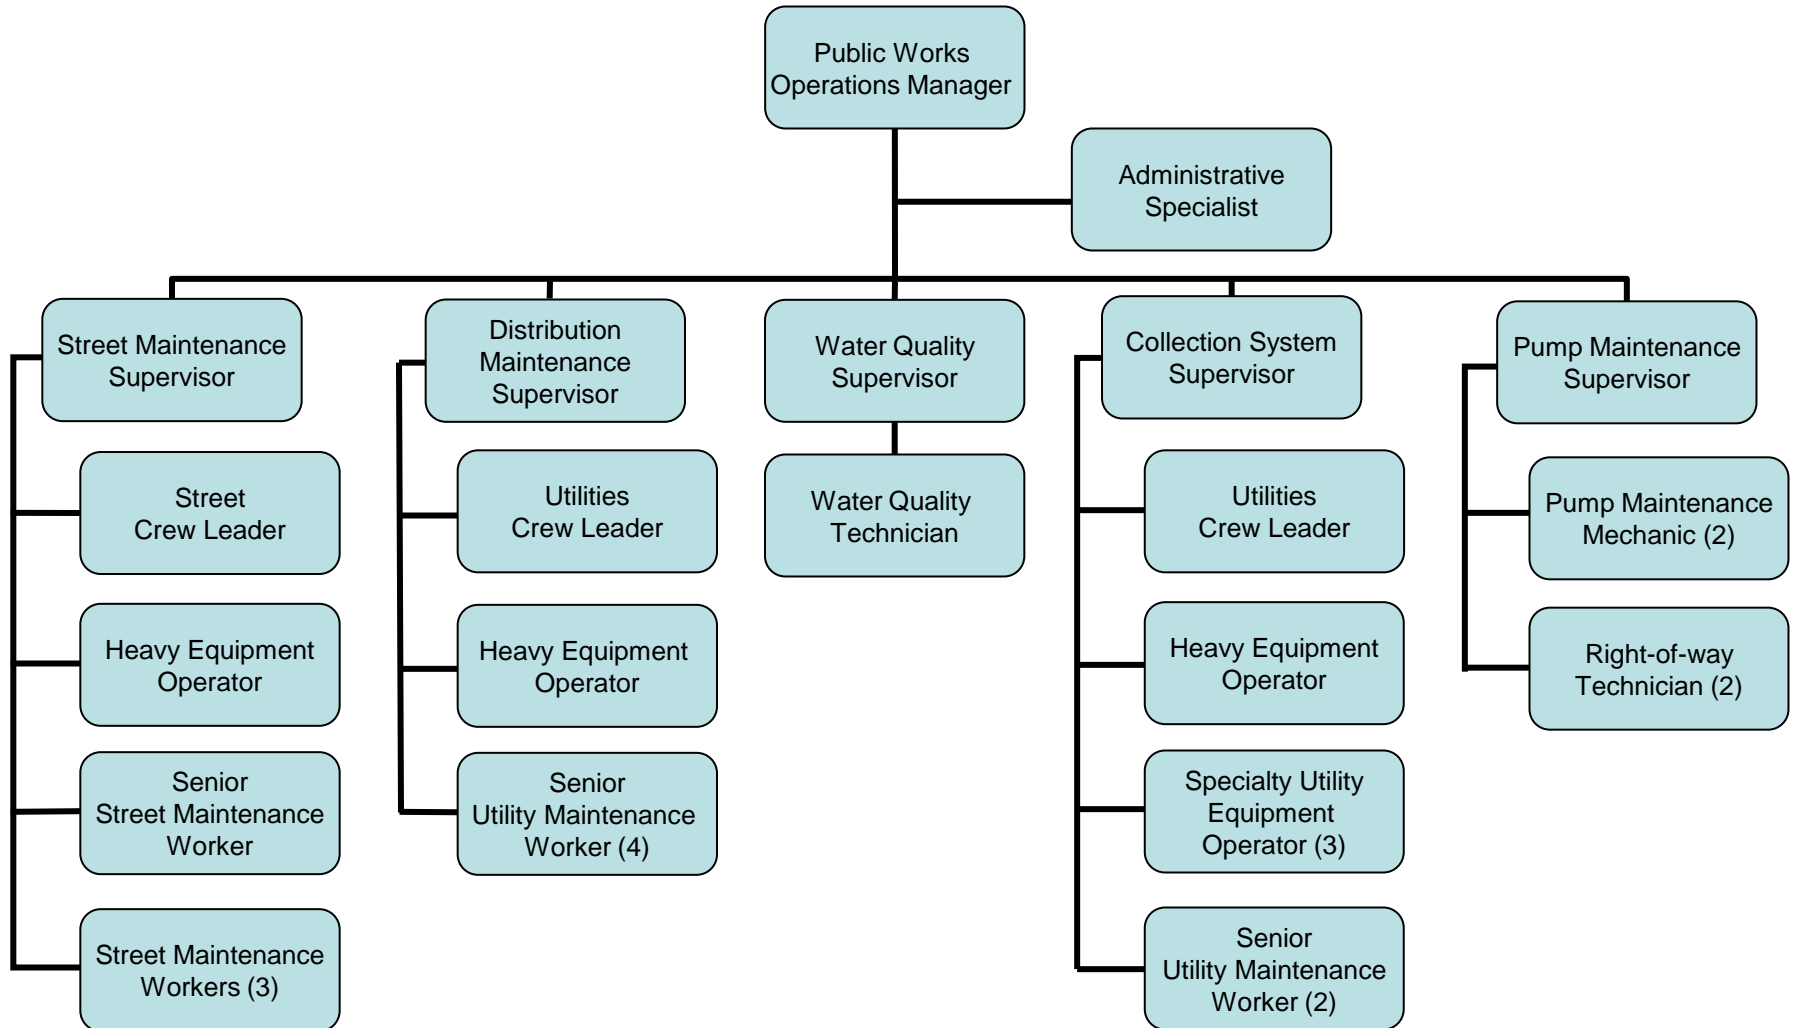 Public Works
Operations Manager
Administrative
Specialist
Street Maintenance
Supervisor
Street
Crew Leader
Heavy Equipment
Operator
Senior
Street Maintenance
Worker
Street Maintenance
Workers (3)
Distribution
Maintenance
Supervisor
Utilities
Crew Leader
Heavy Equipment
Operator
Senior
Utility Maintenance
Worker (4)
Water Quality
Supervisor
Water Quality
Technician
Collection System
Supervisor
Utilities
Crew Leader
Heavy Equipment
Operator
Specialty Utility
Equipment
Operator (3)
Senior
Utility Maintenance
Worker (2)
Pump Maintenance
Supervisor
Pump Maintenance
Mechanic (2)
Right-of-way
Technician (2)